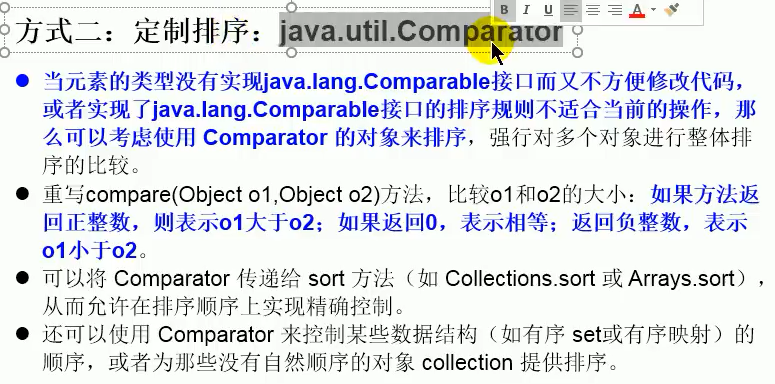 B I U A
方式二：定制排序：java.util.Comparator
当元素的类型没有实现java.lang.Comparable接口而又不方便修改代码，
或者实现了java.lang.Comparable接口的排序规则不适合当前的操作，那
么可以考虑使用 Comparator 的对象来排序，强行对多个对象进行整体排
序的比较。
重写compare(Object o1,Object o2)方法，比较o1和o2的大小：如果方法返
回正整数，则表示o1大于o2；如果返回0，表示相等；返回负整数，表示
o1小于o2。
可以将 Comparator 传递给 sort 方法（如 Collections.sort 或 Arrays.sort），
从而允许在排序顺序上实现精确控制。
还可以使用 Comparator 来控制某些数据结构（如有序 set或有序映射）的
顺序，或者为那些没有自然顺序的对象 collection 提供排序。